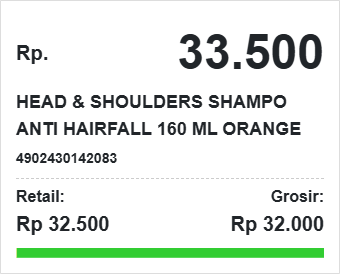 Rp. 33.500
HEAD & SHOULDERS SHAMPO
ANTI HAIRFALL 160 ML ORANGE
4902430142083
Retail: Grosir:
Rp 32.500 Rp 32.000